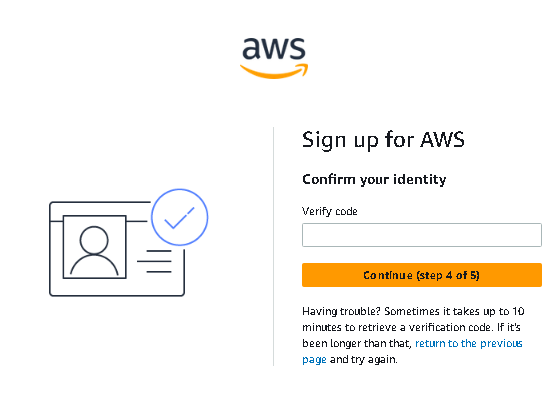 aws
Sign up for AWS
Confirm your identity
Verify code
Continue (step 4 of 5)
Having trouble? Sometimes it takes up to 10
minutes to retrieve a verification code. If it's
been longer than that, return to the previous
page and try again.